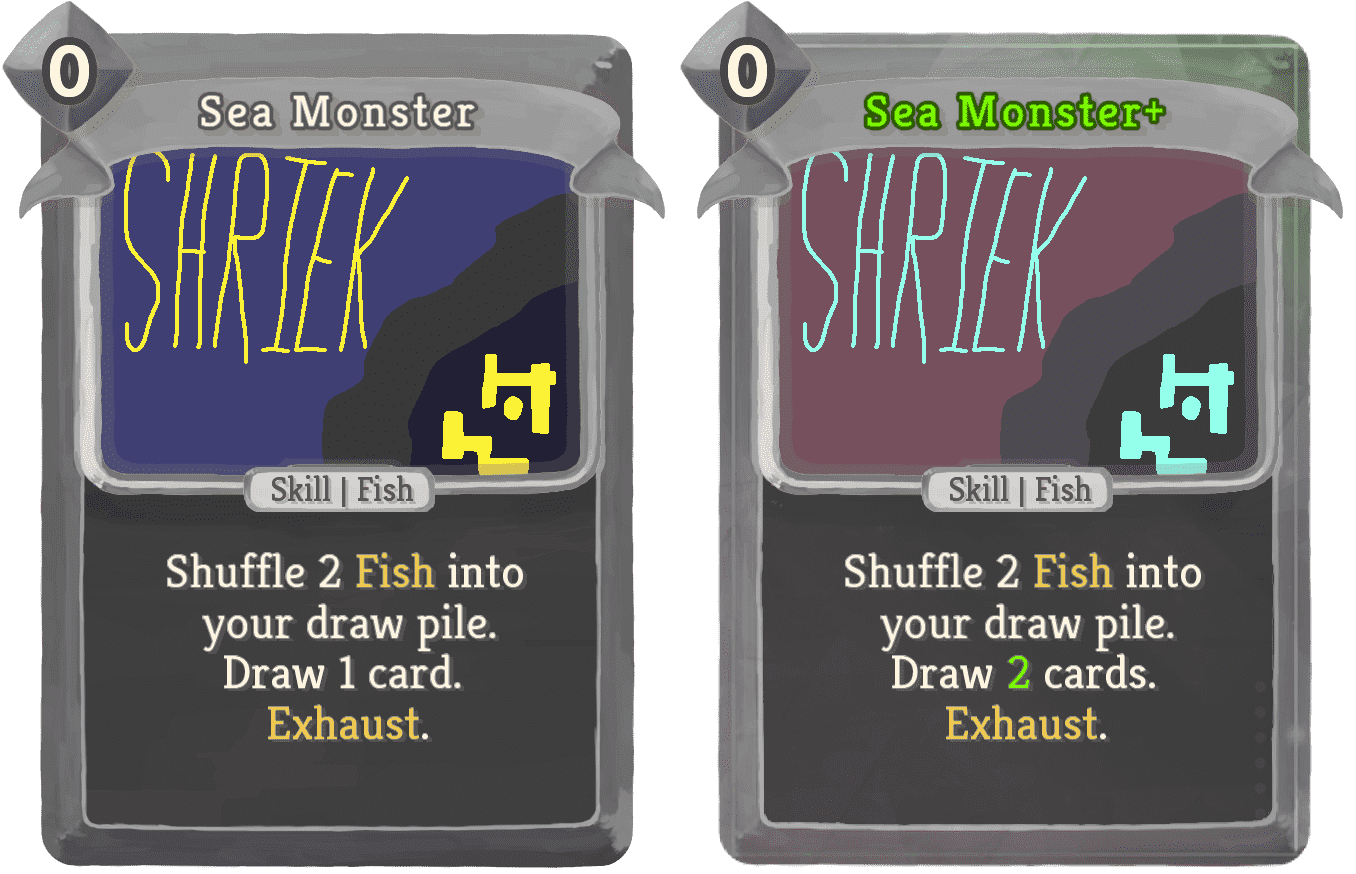 0
Sea Monster
SHRIEK
Skill | Fish
Shuffle 2 Fish into
your draw pile.
Draw 1 card.
Exhaust.
0
Sea Monster+
SHRIEK
Skill | Fish
Shuffle 2 Fish into
your draw pile.
Draw 2 cards.
Exhaust.